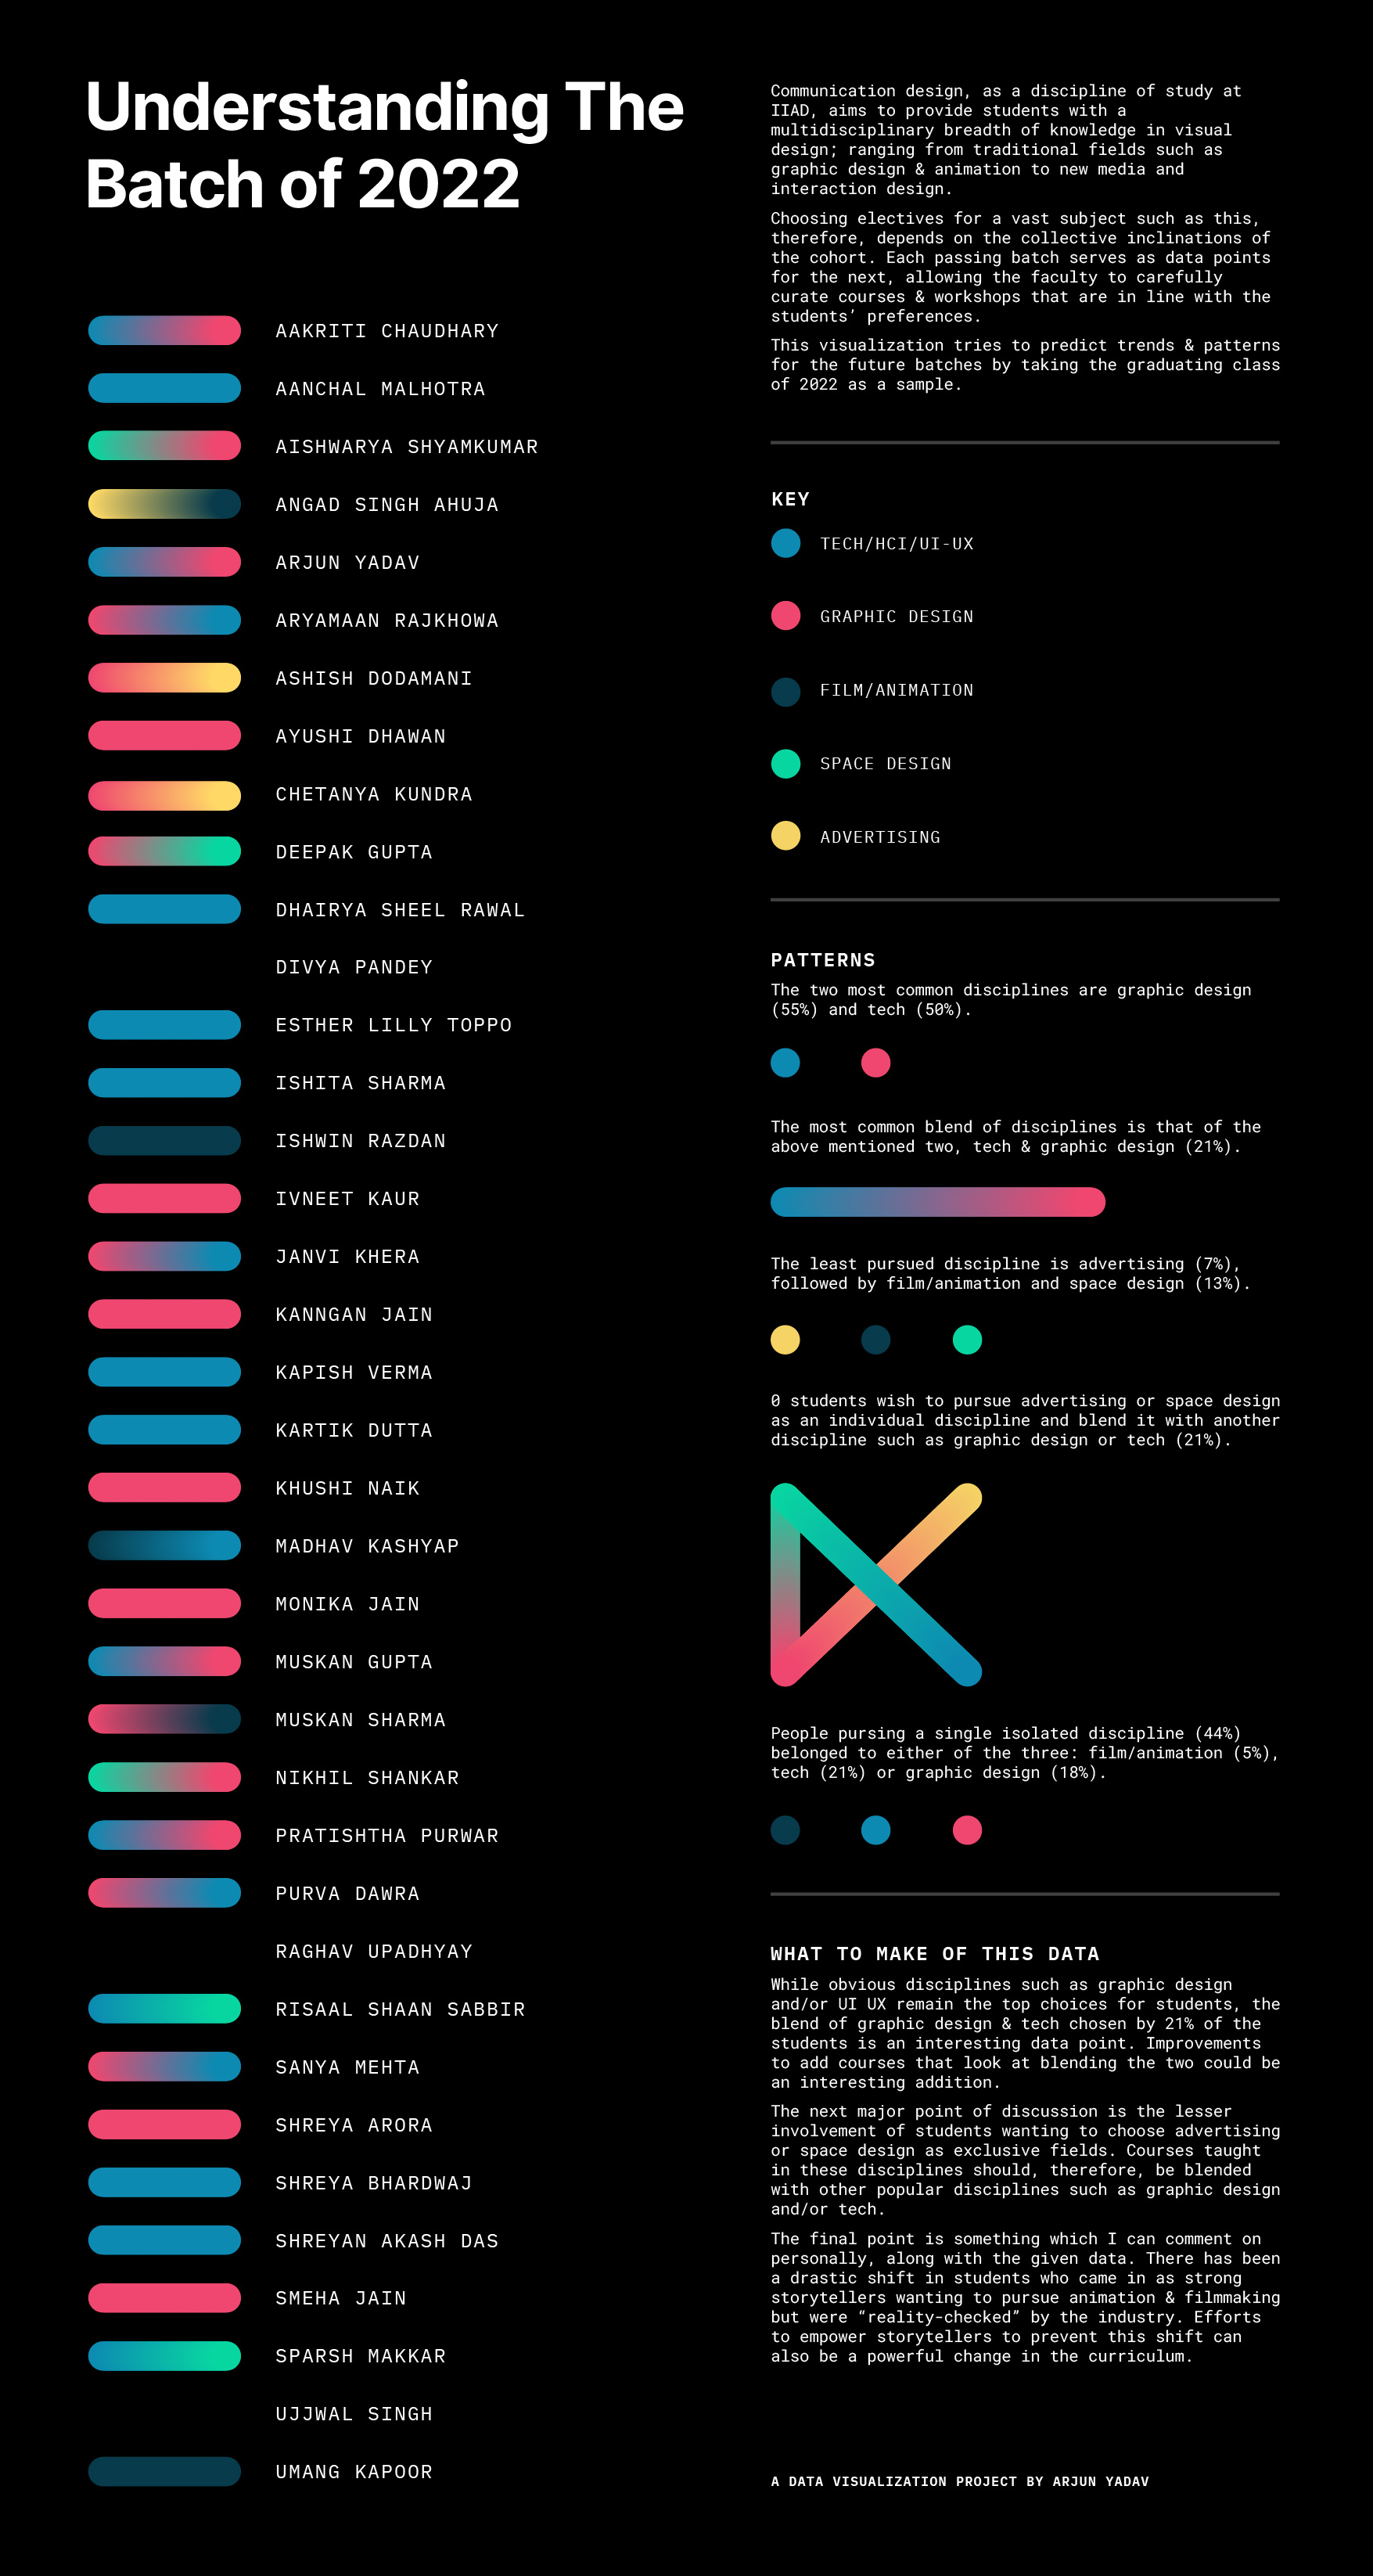 Understanding The
Batch of 2022
AAKRITI CHAUDHARY
AANCHAL MALHOTRA
AISHWARYA SHYAMKUMAR
ANGAD SINGH AHUJA
ARJUN YADAV
ARYAMAAN RAJKHOWA
ASHISH DODAMANI
AYUSHI DHAWAN
CHETANYA KUNDRA
DEEPAK GUPTA
DHAIRYA SHEEL RAWAL
DIVYA PANDEY
ESTHER LILLY TOPPO
ISHITA SHARMA
ISHWIN RAZDAN
IVNEET KAUR
JANVI KHERA
KANNGAN JAIN
KAPISH VERMA
KARTIK DUTTA
KHUSHI NAIK
MADHAV KASHYAP
MONIKA JAIN
MUSKAN GUPTA
MUSKAN SHARMA
NIKHIL SHANKAR
PRATISHTHA PURWAR
PURVA DAWRA
RAGHAV UPADHYAY
RISAAL SHAAN SABBIR
SANYA MEHTA
SHREYA ARORA
SHREYA BHARDWAJ
SHREYAN AKASH DAS
SMEHA JAIN
SPARSH MAKKAR
UJJWAL SINGH
UMANG KAPOOR
Communication design, as a discipline of study at
IIAD, aims to provide students with a
multidisciplinary breadth of knowledge in visual
design; ranging from traditional fields such as
graphic design & animation to new media and
interaction design.
Choosing electives for a vast subject such as this,
therefore, depends on the collective inclinations of
the cohort. Each passing batch serves as data points
for the next, allowing the faculty to carefully
curate courses & workshops that are in line with the
students’ preferences.
This visualization tries to predict trends & patterns
for the future batches by taking the graduating class
of 2022 as a sample.
KEY
TECH/HCI/UI-UX
GRAPHIC DESIGN
FILM/ANIMATION
SPACE DESIGN
ADVERTISING
PATTERNS
The two most common disciplines are graphic design
(55%) and tech (50%).
The most common blend of disciplines is that of the
above mentioned two, tech & graphic design (21%).
The least pursued discipline is advertising (7%),
followed by film/animation and space design (13%).
0 students wish to pursue advertising or space design
as an individual discipline and blend it with another
discipline such as graphic design or tech (21%).
People pursing a single isolated discipline (44%)
belonged to either of the three: film/animation (5%),
tech (21%) or graphic design (18%).
WHAT TO MAKE OF THIS DATA
While obvious disciplines such as graphic design
and/or UI UX remain the top choices for students, the
blend of graphic design & tech chosen by 21% of the
students is an interesting data point. Improvements
to add courses that look at blending the two could be
an interesting addition.
The next major point of discussion is the lesser
involvement of students wanting to choose advertising
or space design as exclusive fields. Courses taught
in these disciplines should, therefore, be blended
with other popular disciplines such as graphic design
and/or tech.
The final point is something which I can comment on
personally, along with the given data. There has been
a drastic shift in students who came in as strong
storytellers wanting to pursue animation & filmmaking
but were “reality-checked” by the industry. Efforts
to empower storytellers to prevent this shift can
also be a powerful change in the curriculum.
A DATA VISUALIZATION PROJECT BY ARJUN YADAV